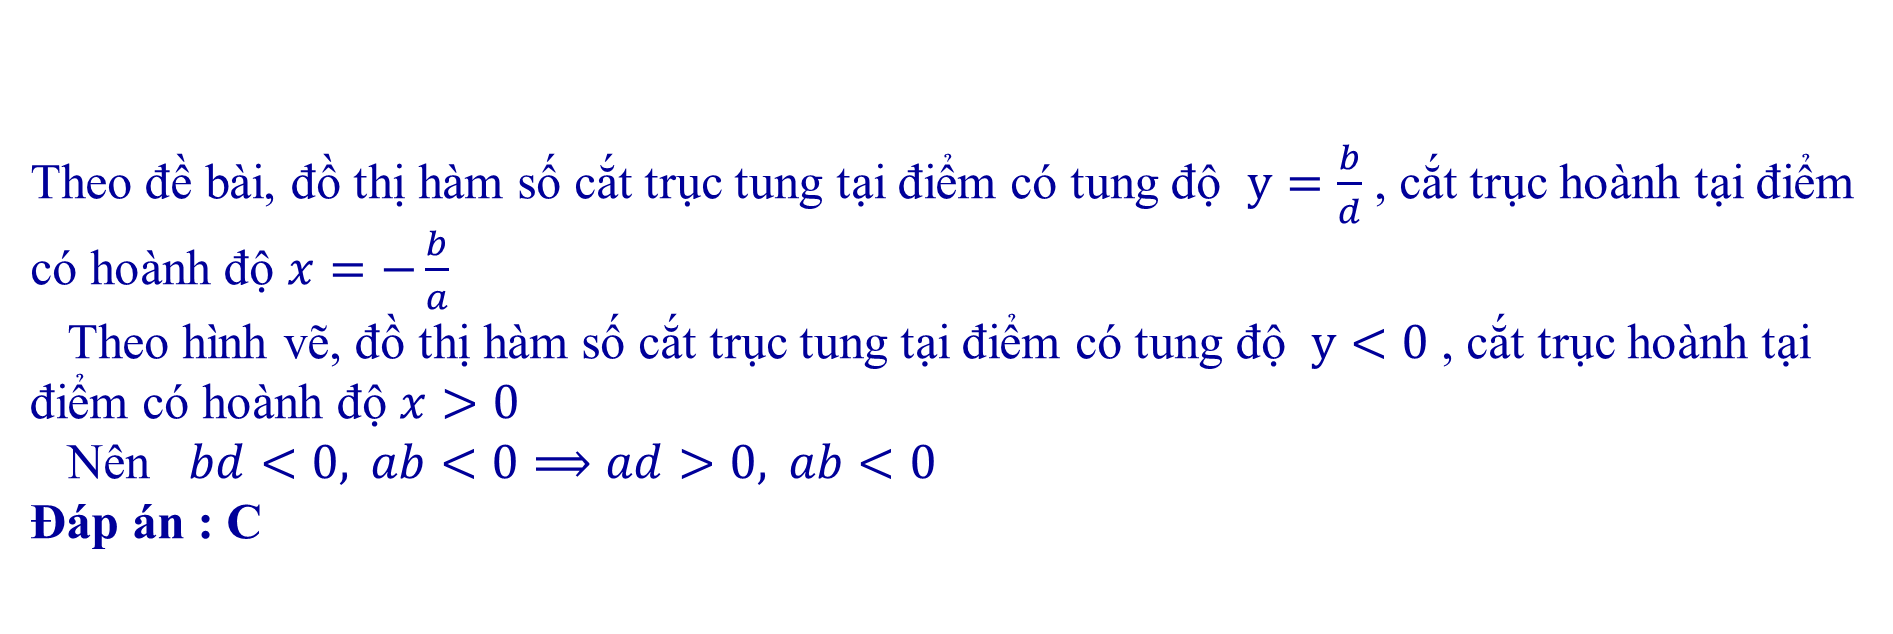 Theo đề bài, đồ thị hàm số cắt trục tung tại điểm có tung độ y = b/d , cắt trục hoành tại điểm
có hoành độ x = − b/a
Theo hình vẽ, đồ thị hàm số cắt trục tung tại điểm có tung độ y < 0 , cắt trục hoành tại
điểm có hoành độ x > 0
Nên bd < 0, ab < 0 ⟹ ad > 0, ab < 0
Đáp án : C